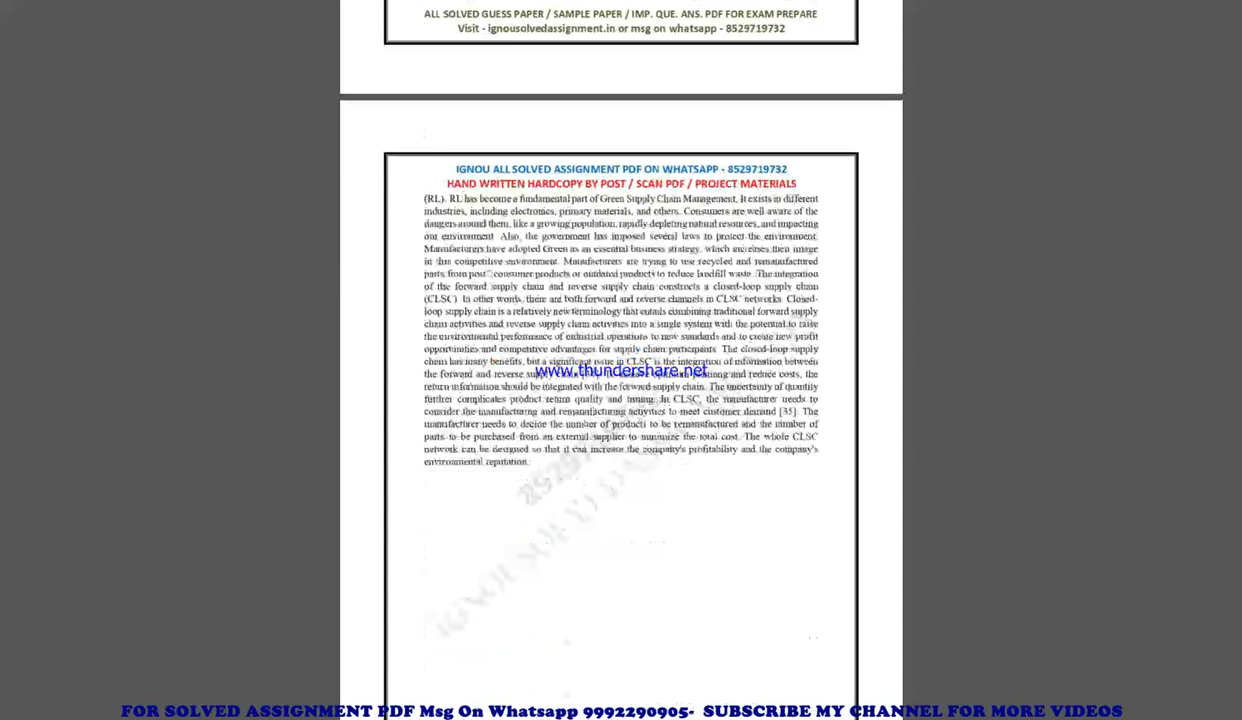 ALL SOLVED GUESS PAPER / SAMPLE PAPER / IMP. QUE. ANS. PDF FOR EXAM PREPARE
Visit - ignousolvedassignment.in or msg on whatsapp - 8529719732
IGNOU ALL SOLVED ASSIGNMENT PDF ON WHATSAPP - 8529719732
HAND WRITTEN HARDCOPY BY POST / SCAN PDF / PROJECT MATERIALS
(RL). RL has become a fundamental part of Green Supply Chain Management. It exists in different
industries, including electronics, primary materials, and others. Consumers are well aware of the
dangers around them, like a growing population, rapidly depleting natural resources, and impacting
our environment. Also, the government has imposed several laws to protect the environment.
Manufacturers have adopted Green as an essential business strategy, which increases their image
in this competitive environment. Manufacturers are trying to use recycled and remanufactured
parts from post-consumer products or outdated products to reduce landfill waste. The integration
of the forward supply chain and reverse supply chain constructs a closed-loop supply chain
(CLSC). In other words, there are both forward and reverse channels in CLSC networks. Closed-
loop supply chain is a relatively new terminology that entails combining traditional forward supply
chain activities and reverse supply chain activities into a single system with the potential to raise
the environmental performance of industrial operations to new standards and to create new profit
opportunities and competitive advantages for supply chain participants. The closed-loop supply
chain has many benefits, but a significant issue in CLSC is the integration of information between
the forward and reverse supply planning and reduce costs, the
www.thundershare.net
return information should be integrated with the forward supply chain. The uncertainty of quantity
further complicates product return quality and timing. In CLSC, the manufacturer needs to
consider the manufacturing and remanufacturing activities to meet customer demand [35]. The
manufacturer needs to decide the number of products to be remanufactured and the number of
parts to be purchased from an external supplier to minimize the total cost. The whole CLSC
network can be designed so that it can increase the company's profitability and the company's
environmental reputation.
FOR SOLVED ASSIGNMENT PDF Msg On Whatsapp 9992290905- SUBSCRIBE MY CHANNEL FOR MORE VIDEOS